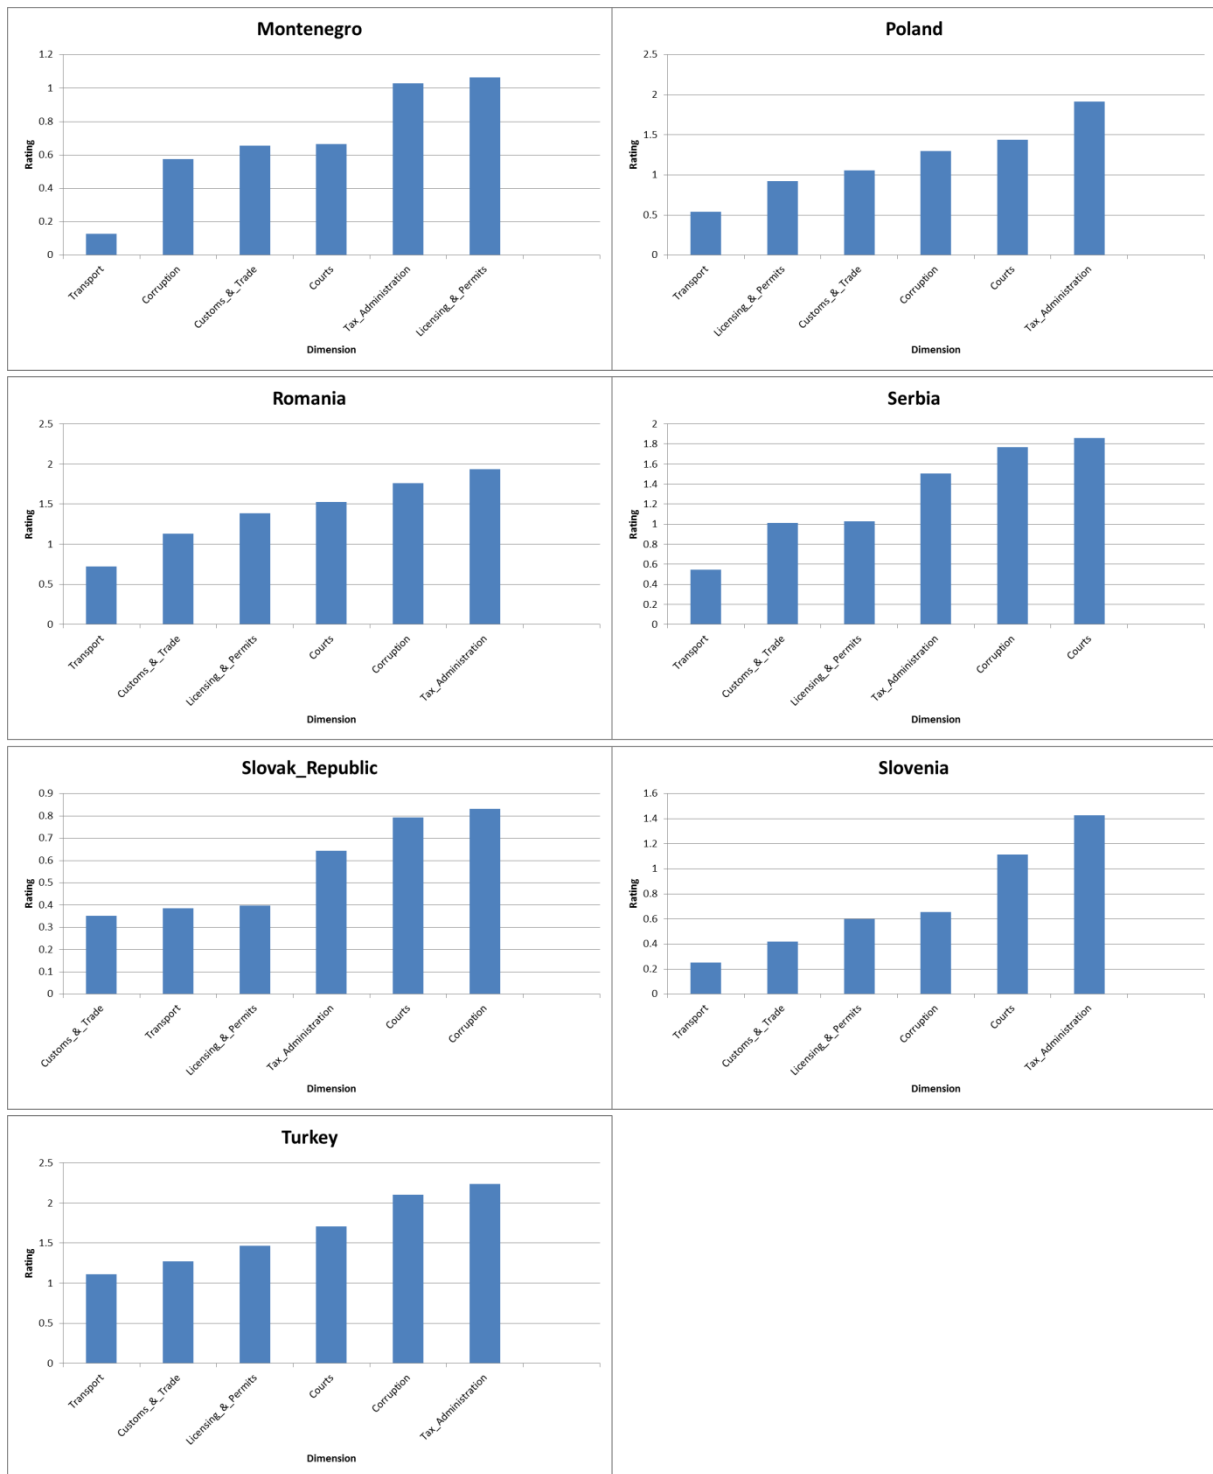 Montenegro
1.2
1
0.8
0.6
0.4
0.2
0
Rating
Transport
Corruption
Customs_&_Trade
Courts
Tax_Administration
Licensing_&_Permits
Dimension
Poland
2.5
2
1.5
1
0.5
0
Rating
Transport
Licensing_&_Permits
Customs_&_Trade
Corruption
Courts
Tax_Administration
Dimension
Romania
2.5
2
1.5
1
0.5
0
Rating
Transport
Customs_&_Trade
Licensing_&_Permits
Courts
Corruption
Tax_Administration
Dimension
Serbia
2
1.8
1.6
1.4
1.2
1
0.8
0.6
0.4
0.2
0
Rating
Transport
Customs_&_Trade
Licensing_&_Permits
Tax_Administration
Corruption
Courts
Dimension
Slovak_Republic
0.9
0.8
0.7
0.6
0.5
0.4
0.3
0.2
0.1
0
Rating
Customs_&_Trade
Transport
Licensing_&_Permits
Tax_Administration
Courts
Corruption
Dimension
Slovenia
1.6
1.4
1.2
1
0.8
0.6
0.4
0.2
0
Rating
Transport
Customs_&_Trade
Licensing_&_Permits
Corruption
Courts
Tax_Administration
Dimension
Turkey
2.5
2
1.5
1
0.5
0
Rating
Transport
Customs_&_Trade
Licensing_&_Permits
Courts
Corruption
Tax_Administration
Dimension